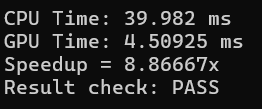 CPU Time: 39.982 ms
GPU Time: 4.50925 ms
Speedup = 8.86667x
Result check: PASS